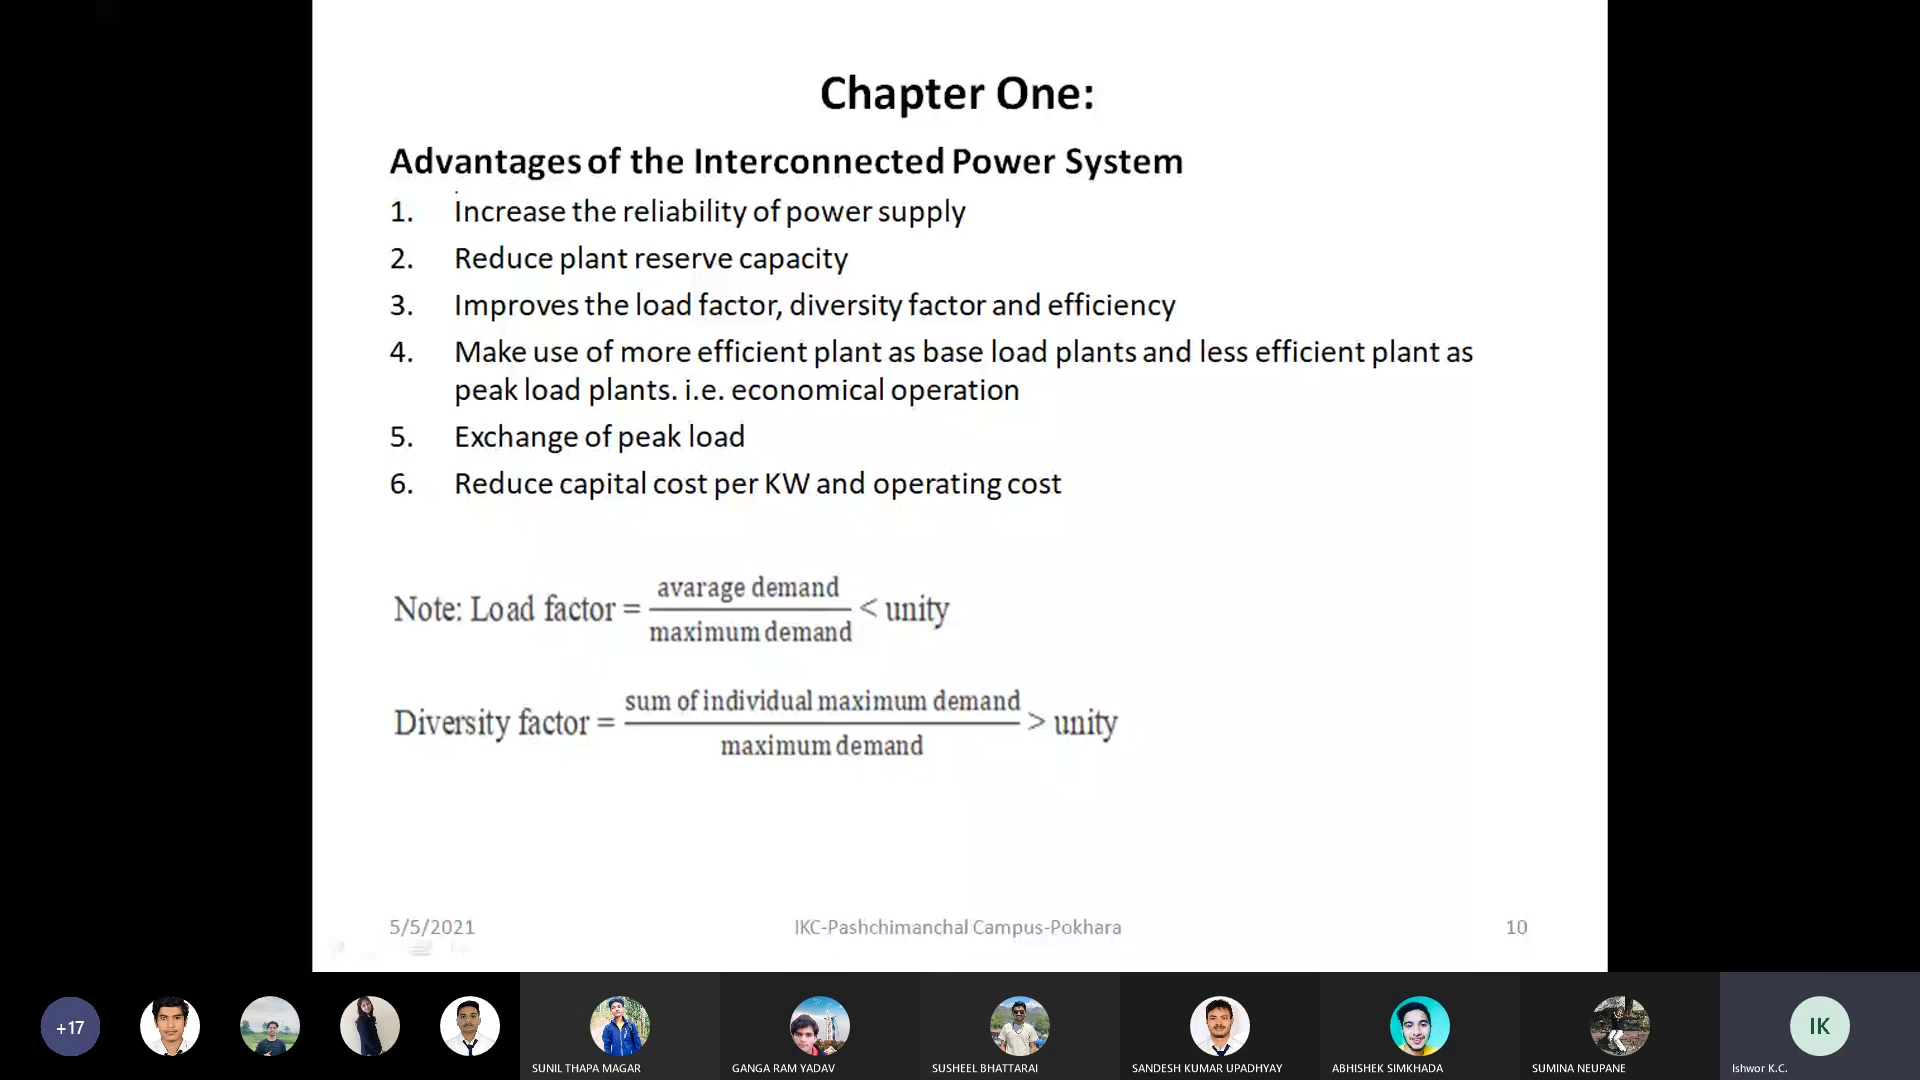 Chapter One:
Advantages of the Interconnected Power System
1. Increase the reliability of power supply
2. Reduce plant reserve capacity
3. Improves the load factor, diversity factor and efficiency
4. Make use of more efficient plant as base load plants and less efficient plant as
peak load plants. i.e. economical operation
5. Exchange of peak load
6. Reduce capital cost per KW and operating cost
Note: Load factor = avarage demand / maximum demand < unity
Diversity factor = sum of individual maximum demand / maximum demand > unity
5/5/2021 IKC-Pashchimanchal Campus-Pokhara 10
+17 IK
SUNIL THAPA MAGAR GANGA RAM YADAV SUSHEEL BHATTARAI SANDESH KUMAR UPADHYAY ABHISHEK SIMKHADA SUMINA NEUPANE Ishwor K.C.